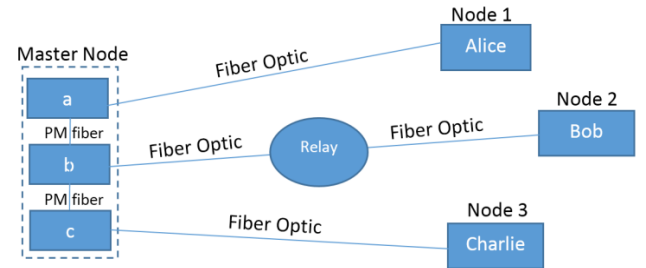 Node 1
Alice
Fiber Optic
Master Node
a
PM fiber
b
PM fiber
c
Fiber Optic
Relay
Fiber Optic
Node 2
Bob
Fiber Optic
Node 3
Charlie